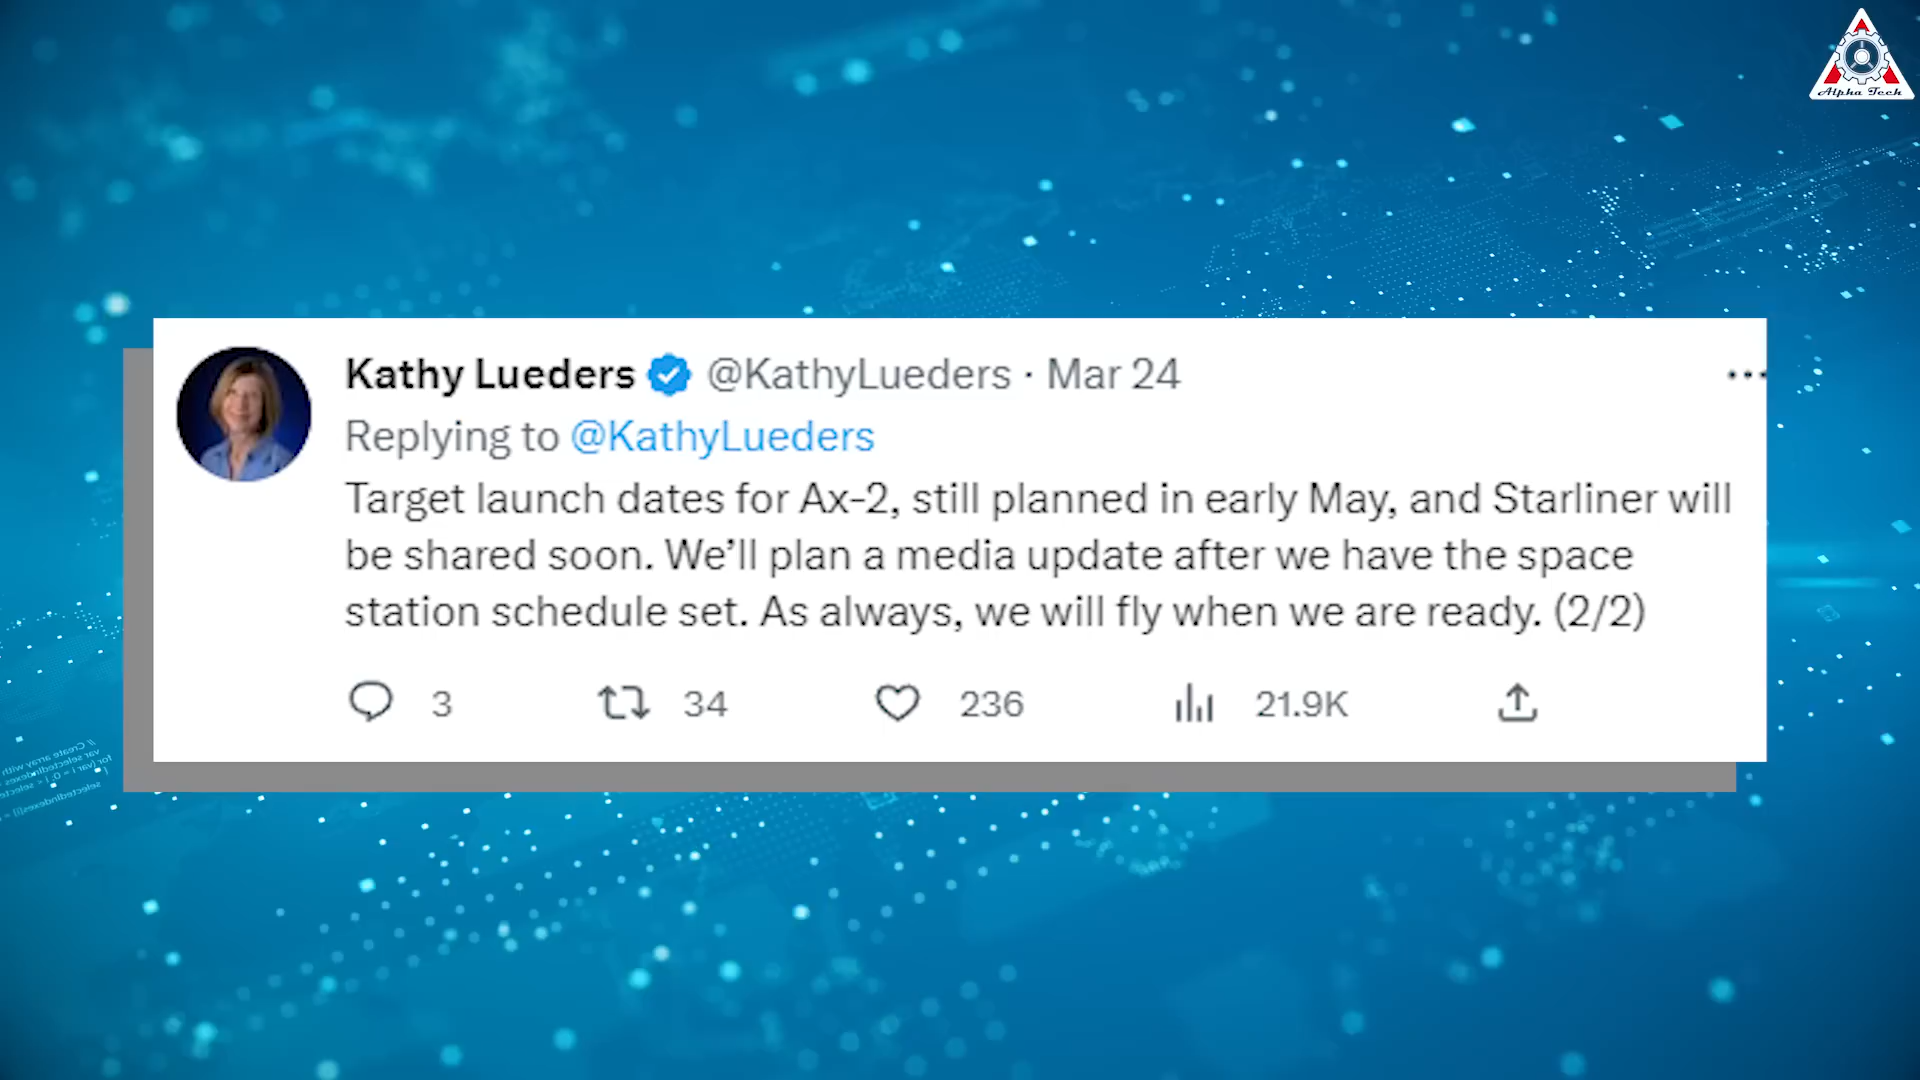 Alpha Tech
Kathy Lueders @KathyLueders · Mar 24
Replying to @KathyLueders
Target launch dates for Ax-2, still planned in early May, and Starliner will
be shared soon. We’ll plan a media update after we have the space
station schedule set. As always, we will fly when we are ready. (2/2)
3 34 236 21.9K